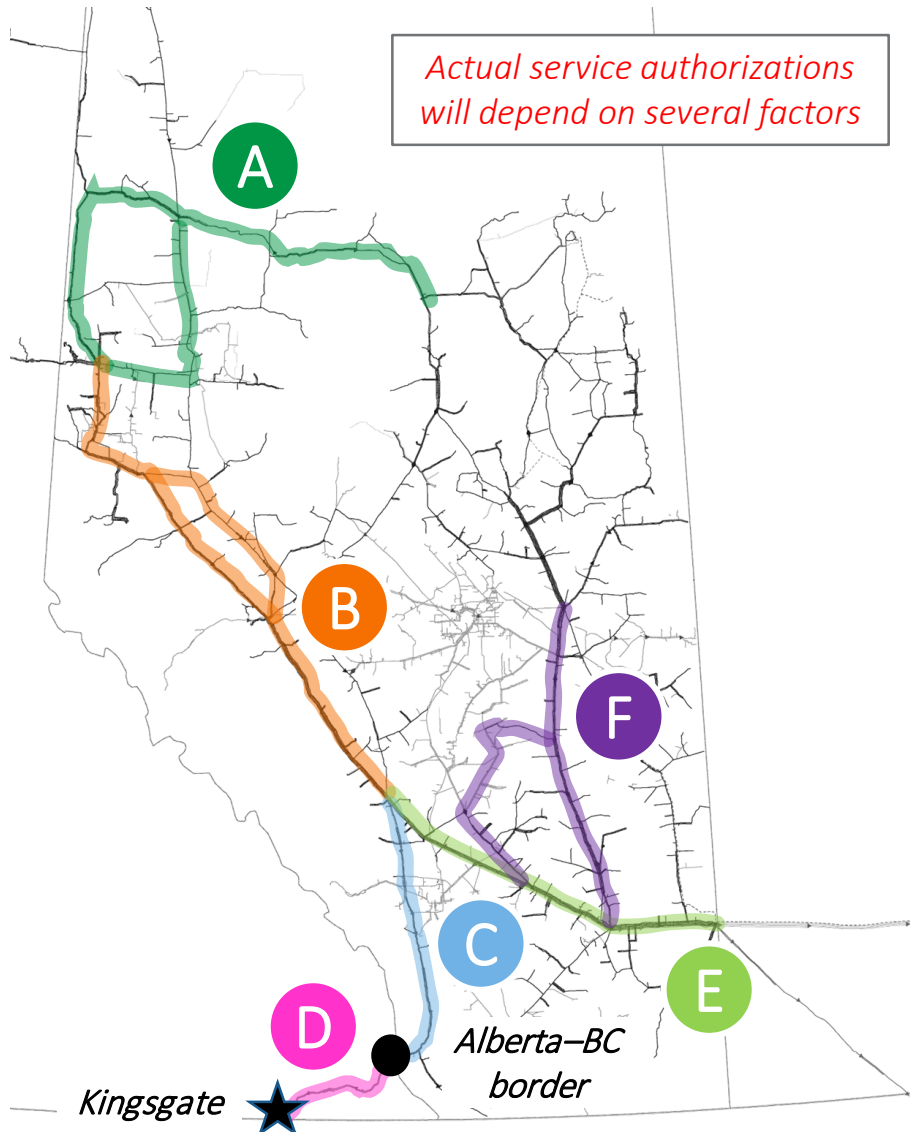 Actual service authorizations
will depend on several factors
A
B
F
C
E
D
Alberta–BC
border
Kingsgate